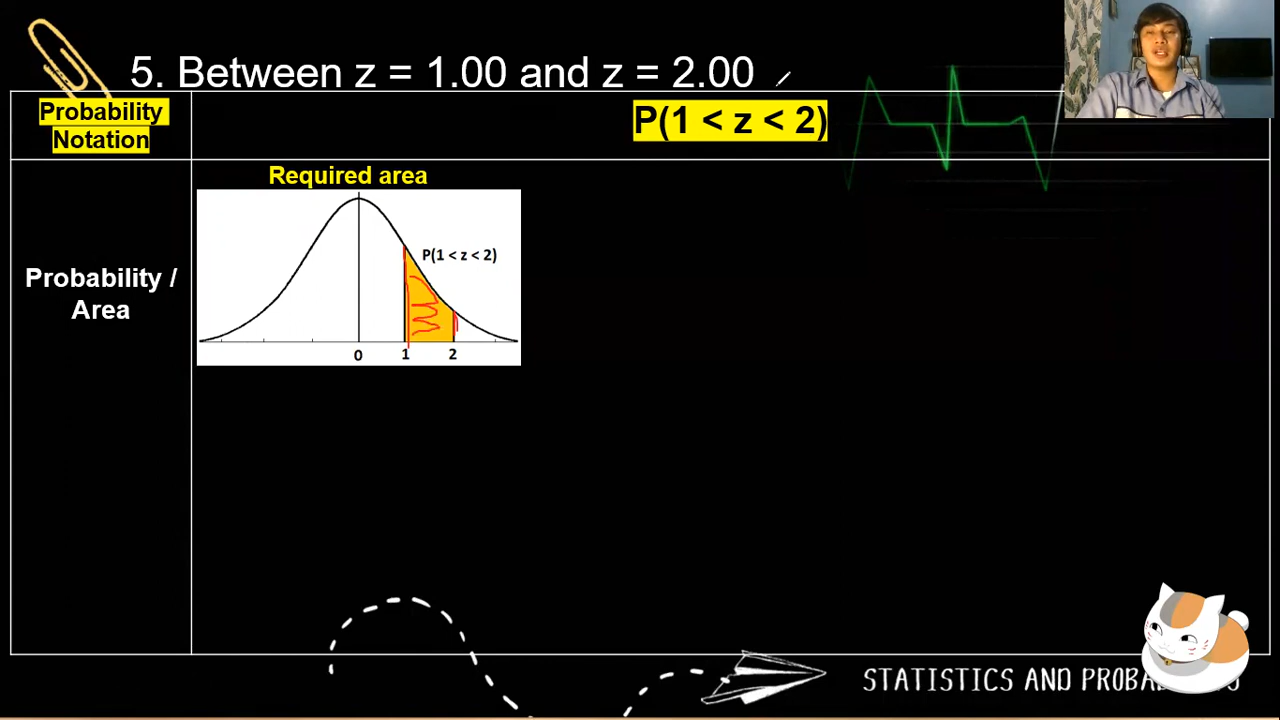 5. Between z = 1.00 and z = 2.00
Probability
Notation
P(1 < z < 2)
Required area
P(1 < z < 2)
0 1 2
Probability /
Area
STATISTICS AND